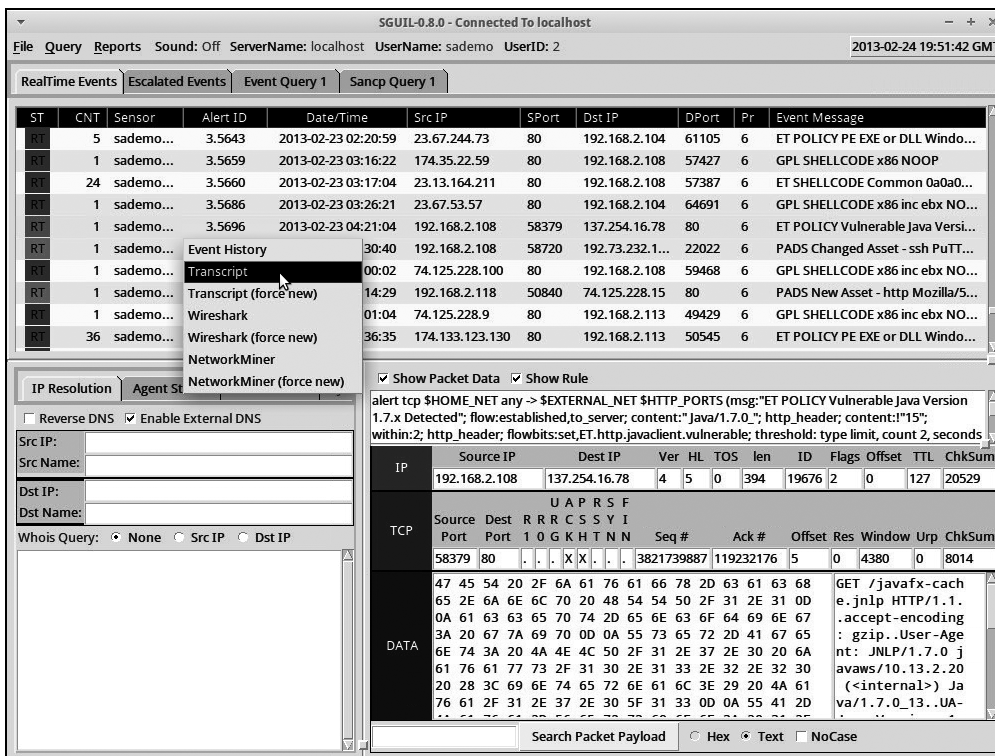 SGUIL-0.8.0 - Connected To localhost
File Query Reports Sound: Off ServerName: localhost UserName: sademo UserID: 2 2013-02-24 19:51:42 GMT
RealTime Events Escalated Events Event Query 1 Sancp Query 1
ST CNT Sensor Alert ID Date/Time Src IP SPort Dst IP DPort Pr Event Message
RT 5 sademo... 3.5643 2013-02-23 02:20:59 23.67.244.73 80 192.168.2.104 61105 6 ET POLICY PE EXE or DLL Windo...
RT 1 sademo... 3.5659 2013-02-23 03:16:22 174.35.22.59 80 192.168.2.108 57427 6 GPL SHELLCODE x86 NOOP
RT 24 sademo... 3.5660 2013-02-23 03:17:04 23.13.164.211 80 192.168.2.108 57387 6 ET SHELLCODE Common 0a0a0...
RT 1 sademo... 3.5686 2013-02-23 03:26:21 23.67.53.57 80 192.168.2.104 64691 6 GPL SHELLCODE x86 inc ebx NO...
RT 1 sademo... 3.5696 2013-02-23 04:21:04 192.168.2.108 58379 137.254.16.78 80 6 ET POLICY Vulnerable Java Versi...
RT 1 sademo... 30:40 192.168.2.108 58720 192.73.232.1... 22022 6 PADS Changed Asset - ssh PuTT...
RT 1 sademo... 00:02 74.125.228.100 80 192.168.2.108 59468 6 GPL SHELLCODE x86 inc ebx NO...
RT 1 sademo... 14:29 192.168.2.118 50840 74.125.228.15 80 6 PADS New Asset - http Mozilla/5...
RT 1 sademo... 01:04 74.125.228.9 80 192.168.2.113 49429 6 GPL SHELLCODE x86 inc ebx NO...
RT 36 sademo... 36:35 174.133.123.130 80 192.168.2.113 50545 6 ET POLICY PE EXE or DLL Windo...
Event History
Transcript
Transcript (force new)
Wireshark
Wireshark (force new)
NetworkMiner
NetworkMiner (force new)
IP Resolution Agent St
Reverse DNS Enable External DNS
Src IP:
Src Name:
Dst IP:
Dst Name:
Whois Query: None Src IP Dst IP
Show Packet Data Show Rule
alert tcp $HOME_NET any -> $EXTERNAL_NET $HTTP_PORTS (msg:"ET POLICY Vulnerable Java Version
1.7.x Detected"; flow:established,to_server; content:" Java/1.7.0_"; http_header; content:!"15";
within:2; http_header; flowbits:set,ET.http.javaclient.vulnerable; threshold: type limit, count 2, seconds
IP
Source IP Dest IP Ver HL TOS len ID Flags Offset TTL ChkSum
192.168.2.108 137.254.16.78 4 5 0 394 19676 2 0 127 20529
TCP
U A P R S F
Source Dest R R R C S S Y I
Port Port 1 0 G K H T N N Seq # Ack # Offset Res Window Urp ChkSum
58379 80 . . . X X . . . 3821739887 119232176 5 0 4380 0 8014
DATA
47 45 54 20 2F 6A 61 76 61 66 78 2D 63 61 63 68 GET /javafx-cach
65 2E 6A 6E 6C 70 20 48 54 54 50 2F 31 2E 31 0D e.jnlp HTTP/1.1.
0A 61 63 63 65 70 74 2D 65 6E 63 6F 64 69 6E 67 .accept-encoding
3A 20 67 7A 69 70 0D 0A 55 73 65 72 2D 41 67 65 : gzip..User-Age
6E 74 3A 20 4A 4E 4C 50 2F 31 2E 37 2E 30 20 6A nt: JNLP/1.7.0 j
61 76 61 77 73 2F 31 30 2E 31 33 2E 32 2E 32 30 avaws/10.13.2.20
20 28 3C 69 6E 74 65 72 6E 61 6C 3E 29 20 4A 61 (<internal>) Ja
76 61 2F 31 2E 37 2E 30 5F 31 33 0D 0A 55 41 2D va/1.7.0_13..UA-
Search Packet Payload Hex Text NoCase